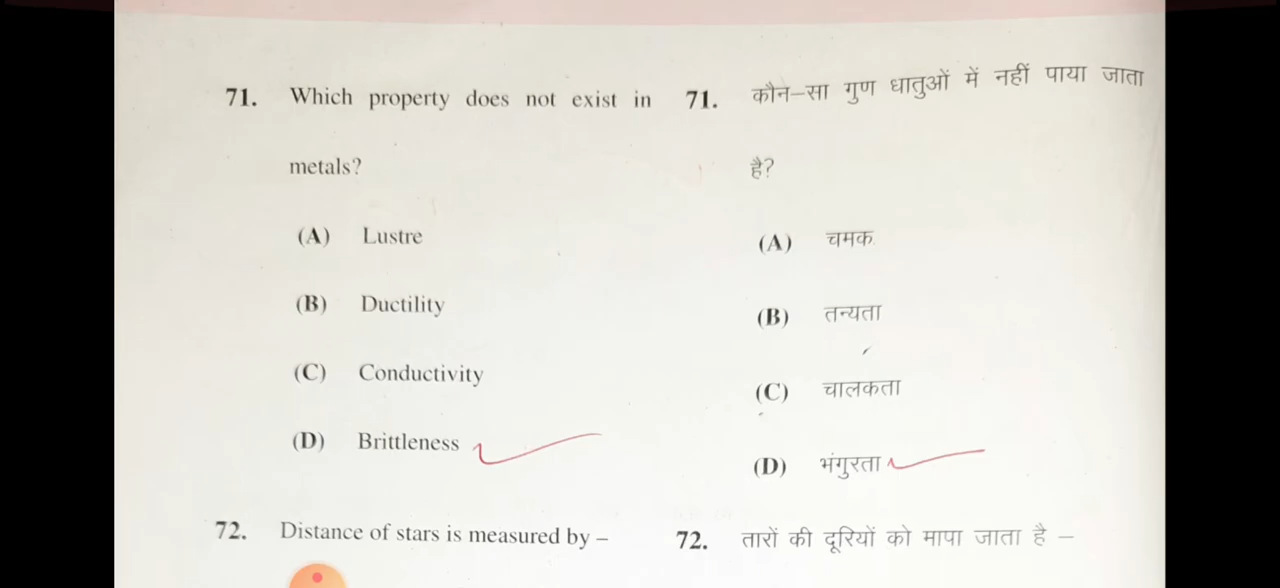 71. Which property does not exist in
metals?
(A) Lustre
(B) Ductility
(C) Conductivity
(D) Brittleness
72. Distance of stars is measured by –
71. कौन-सा गुण धातुओं में नहीं पाया जाता
है?
(A) चमक
(B) तन्यता
(C) चालकता
(D) भंगुरता
72. तारों की दूरियों को मापा जाता है –